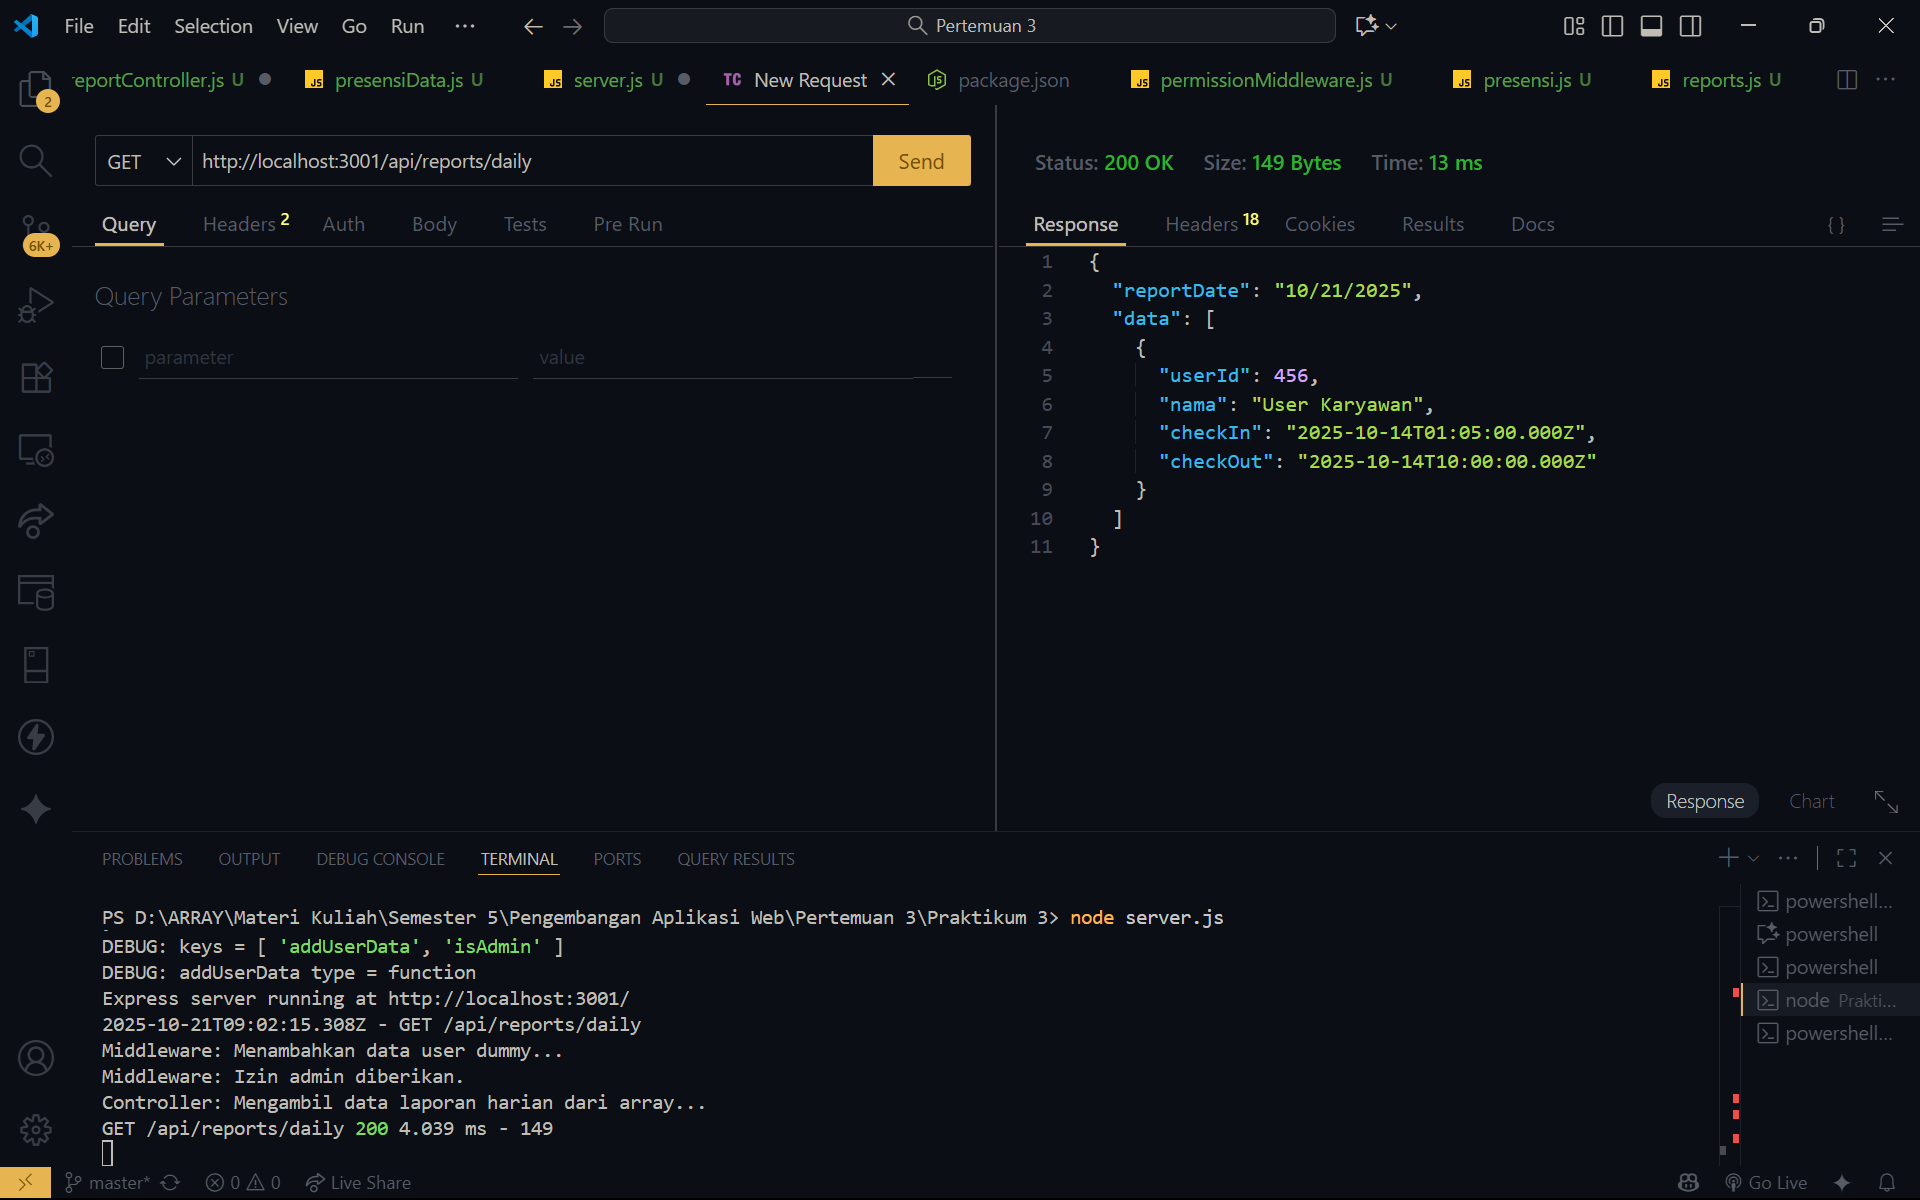 File Edit Selection View Go Run ··· Pertemuan 3
reportController.js U presensiData.js U server.js U TC New Request package.json permissionMiddleware.js U presensi.js U reports.js U
2
GET http://localhost:3001/api/reports/daily Send
Status: 200 OK Size: 149 Bytes Time: 13 ms
Query Headers 2 Auth Body Tests Pre Run
Response Headers 18 Cookies Results Docs { }
6K+
Query Parameters
parameter value
1 {
2 "reportDate": "10/21/2025",
3 "data": [
4 {
5 "userId": 456,
6 "nama": "User Karyawan",
7 "checkIn": "2025-10-14T01:05:00.000Z",
8 "checkOut": "2025-10-14T10:00:00.000Z"
9 }
10 ]
11 }
Response Chart
PROBLEMS OUTPUT DEBUG CONSOLE TERMINAL PORTS QUERY RESULTS
PS D:\ARRAY\Materi Kuliah\Semester 5\Pengembangan Aplikasi Web\Pertemuan 3\Praktikum 3> node server.js
DEBUG: keys = [ 'addUserData', 'isAdmin' ]
DEBUG: addUserData type = function
Express server running at http://localhost:3001/
2025-10-21T09:02:15.308Z - GET /api/reports/daily
Middleware: Menambahkan data user dummy...
Middleware: Izin admin diberikan.
Controller: Mengambil data laporan harian dari array...
GET /api/reports/daily 200 4.039 ms - 149
powershell...
powershell
powershell
node Prakti...
powershell...
master* 0 0 Live Share Go Live